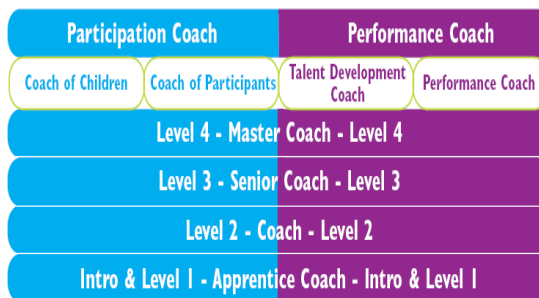 Participation Coach
Performance Coach
Coach of Children
Coach of Participants
Talent Development
Coach
Performance Coach
Level 4 - Master Coach - Level 4
Level 3 - Senior Coach - Level 3
Level 2 - Coach - Level 2
Intro & Level 1 - Apprentice Coach - Intro & Level 1